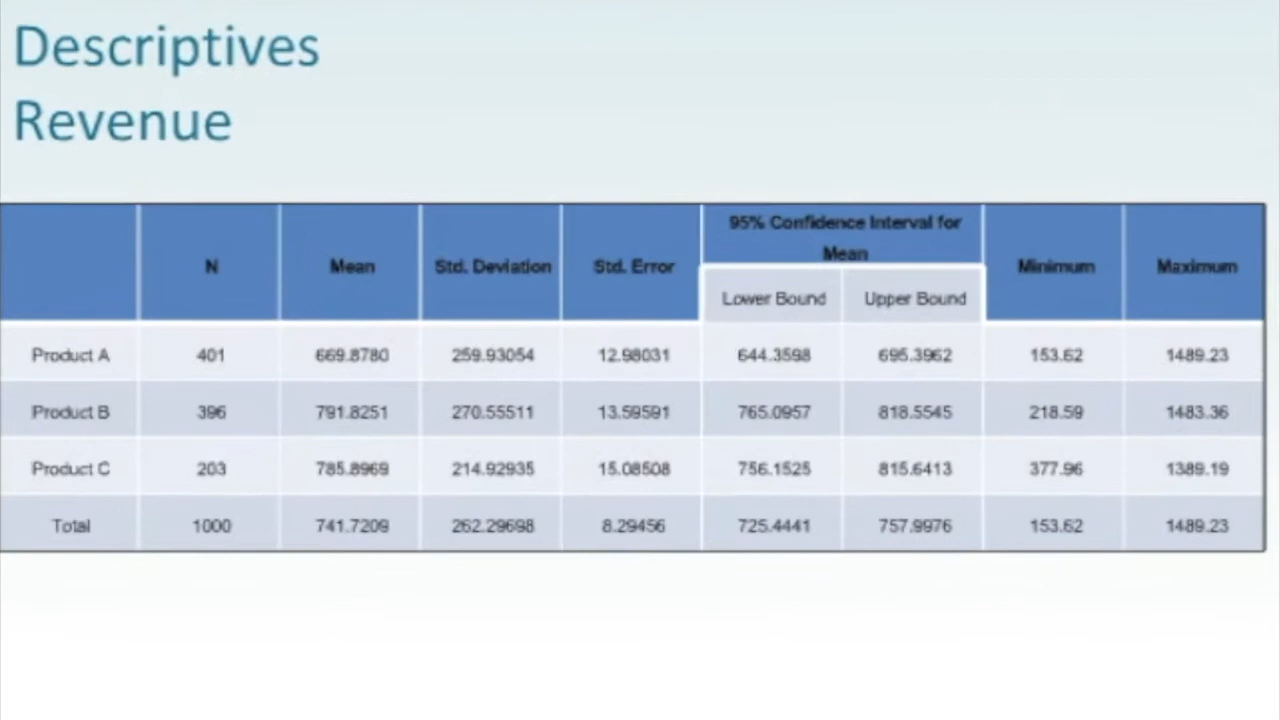 Descriptives
Revenue
N Mean Std. Deviation Std. Error 95% Confidence Interval for Mean Minimum Maximum
Lower Bound Upper Bound
Product A 401 669.8780 259.93054 12.98031 644.3598 695.3962 153.62 1489.23
Product B 396 791.8251 270.55511 13.59591 765.0957 818.5545 218.59 1483.36
Product C 203 785.8969 214.92935 15.08508 756.1525 815.6413 377.96 1389.19
Total 1000 741.7209 262.29698 8.29456 725.4441 757.9976 153.62 1489.23